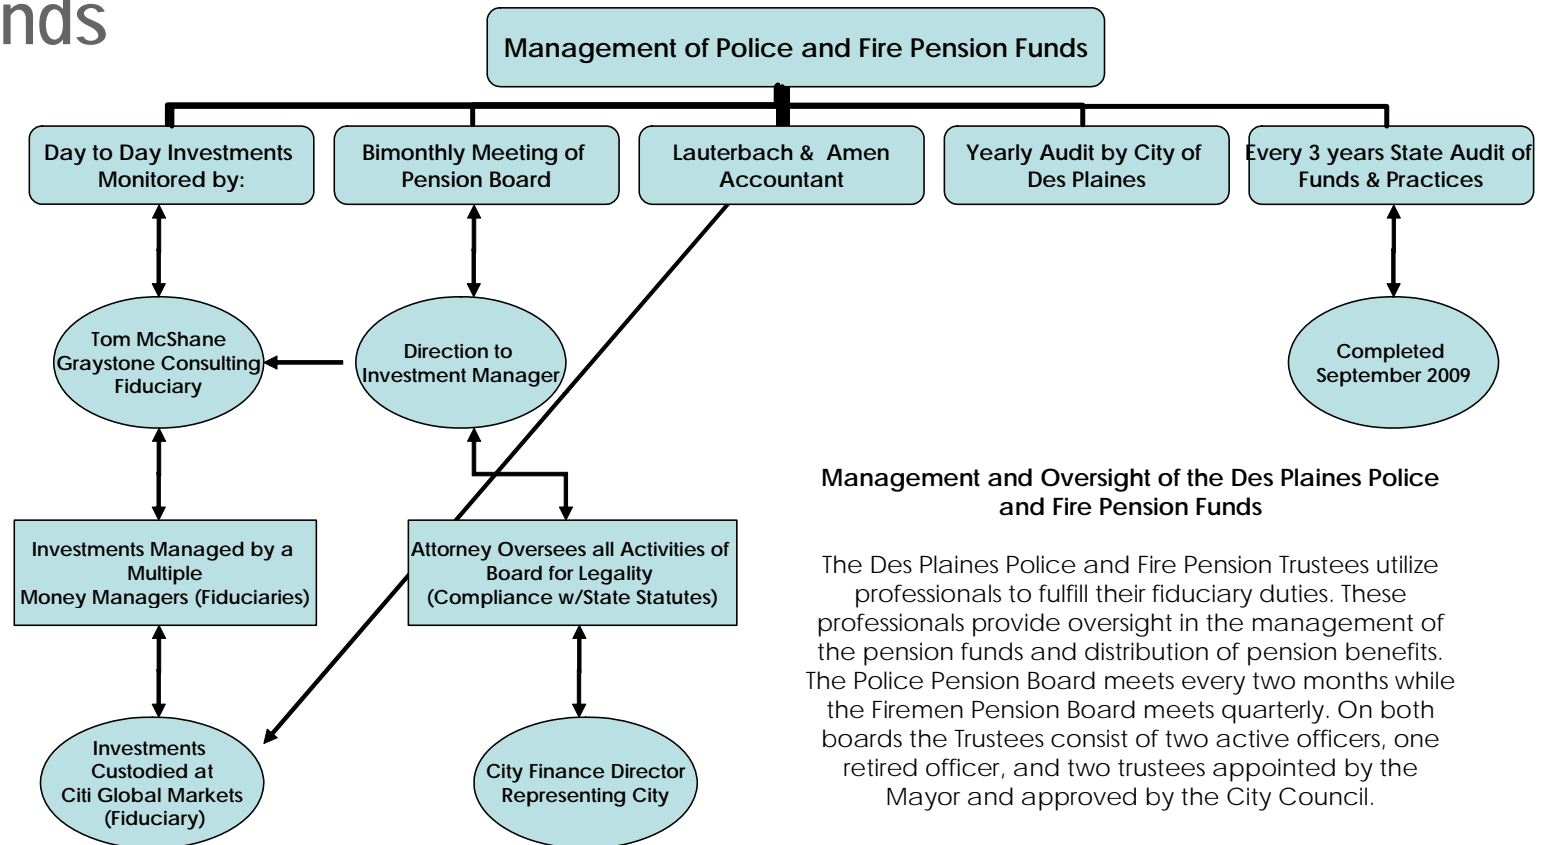 nds
Management of Police and Fire Pension Funds
Day to Day Investments
Monitored by:
Bimonthly Meeting of
Pension Board
Lauterbach & Amen
Accountant
Yearly Audit by City of
Des Plaines
Every 3 years State Audit of
Funds & Practices
Tom McShane
Graystone Consulting
Fiduciary
Direction to
Investment Manager
Completed
September 2009
Investments Managed by a
Multiple
Money Managers (Fiduciaries)
Attorney Oversees all Activities of
Board for Legality
(Compliance w/State Statutes)
Investments
Custodied at
Citi Global Markets
(Fiduciary)
City Finance Director
Representing City
Management and Oversight of the Des Plaines Police
and Fire Pension Funds
The Des Plaines Police and Fire Pension Trustees utilize
professionals to fulfill their fiduciary duties. These
professionals provide oversight in the management of
the pension funds and distribution of pension benefits.
The Police Pension Board meets every two months while
the Firemen Pension Board meets quarterly. On both
boards the Trustees consist of two active officers, one
retired officer, and two trustees appointed by the
Mayor and approved by the City Council.